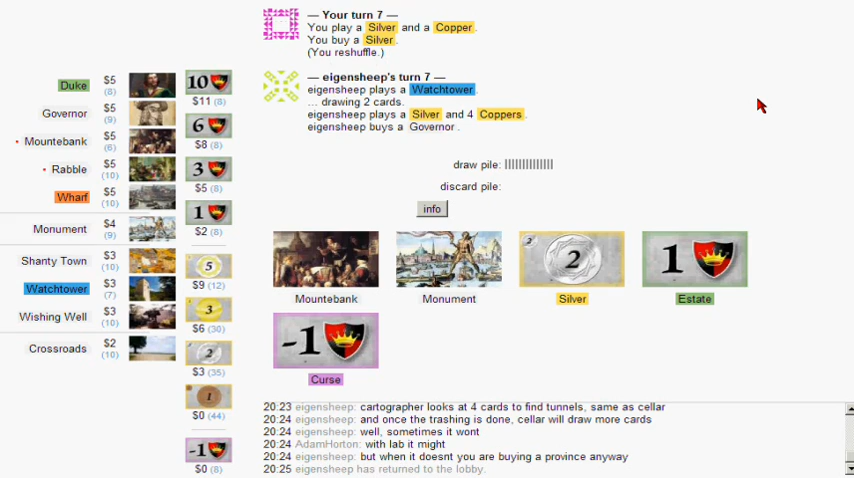 — Your turn 7 —
You play a Silver and a Copper.
You buy a Silver.
(You reshuffle.)
— eigensheep's turn 7 —
eigensheep plays a Watchtower.
... drawing 2 cards.
eigensheep plays a Silver and 4 Coppers.
eigensheep buys a Governor.
draw pile:
discard pile:
info
Duke $5 (8)
Governor $5 (9)
Mountebank $5 (6)
Rabble $5 (10)
Wharf $5 (10)
Monument $4 (9)
Shanty Town $3 (10)
Watchtower $3 (7)
Wishing Well $3 (10)
Crossroads $2 (10)
10
$11 (8)
6
$8 (8)
3
$5 (8)
1
$2 (8)
5
$9 (12)
3
$6 (30)
2
$3 (35)
1
$0 (44)
-1
$0 (8)
Mountebank
Monument
2
2
Silver
1
Estate
-1
Curse
20:23 eigensheep: cartographer looks at 4 cards to find tunnels, same as cellar
20:24 eigensheep: and once the trashing is done, cellar will draw more cards
20:24 eigensheep: well, sometimes it wont
20:24 AdamHorton: with lab it might
20:24 eigensheep: but when it doesnt you are buying a province anyway
20:25 eigensheep has returned to the lobby.